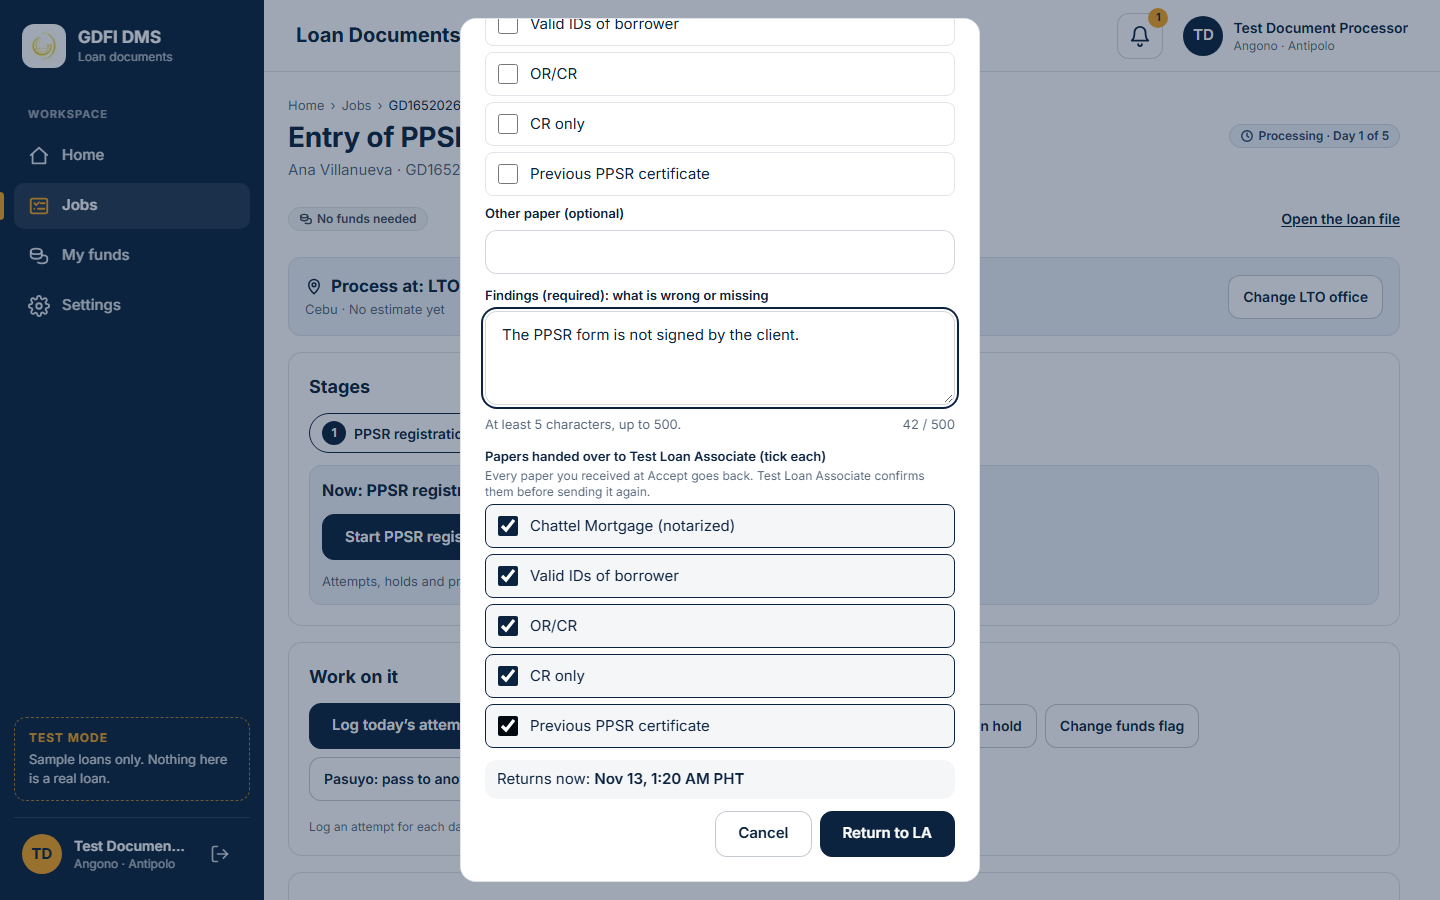 GDFI DMS
Loan documents
WORKSPACE
Home
Jobs
My funds
Settings
TEST MODE
Sample loans only. Nothing here
is a real loan.
TD
Test Documen...
Angono · Antipolo
Loan Documents
1
TD
Test Document Processor
Angono · Antipolo
Home › Jobs › GD1652026
Entry of PPS
Ana Villanueva · GD1652
Processing · Day 1 of 5
No funds needed
Open the loan file
Process at: LTO
Cebu · No estimate yet
Change LTO office
Stages
1 PPSR registratio
Now: PPSR regist
Start PPSR regis
Attempts, holds and pr
Work on it
Log today's attem
n hold
Change funds flag
Pasuyo: pass to ano
Log an attempt for each da
Valid IDs of borrower
OR/CR
CR only
Previous PPSR certificate
Other paper (optional)
Findings (required): what is wrong or missing
The PPSR form is not signed by the client.
At least 5 characters, up to 500.
42 / 500
Papers handed over to Test Loan Associate (tick each)
Every paper you received at Accept goes back. Test Loan Associate confirms
them before sending it again.
Chattel Mortgage (notarized)
Valid IDs of borrower
OR/CR
CR only
Previous PPSR certificate
Returns now: Nov 13, 1:20 AM PHT
Cancel
Return to LA